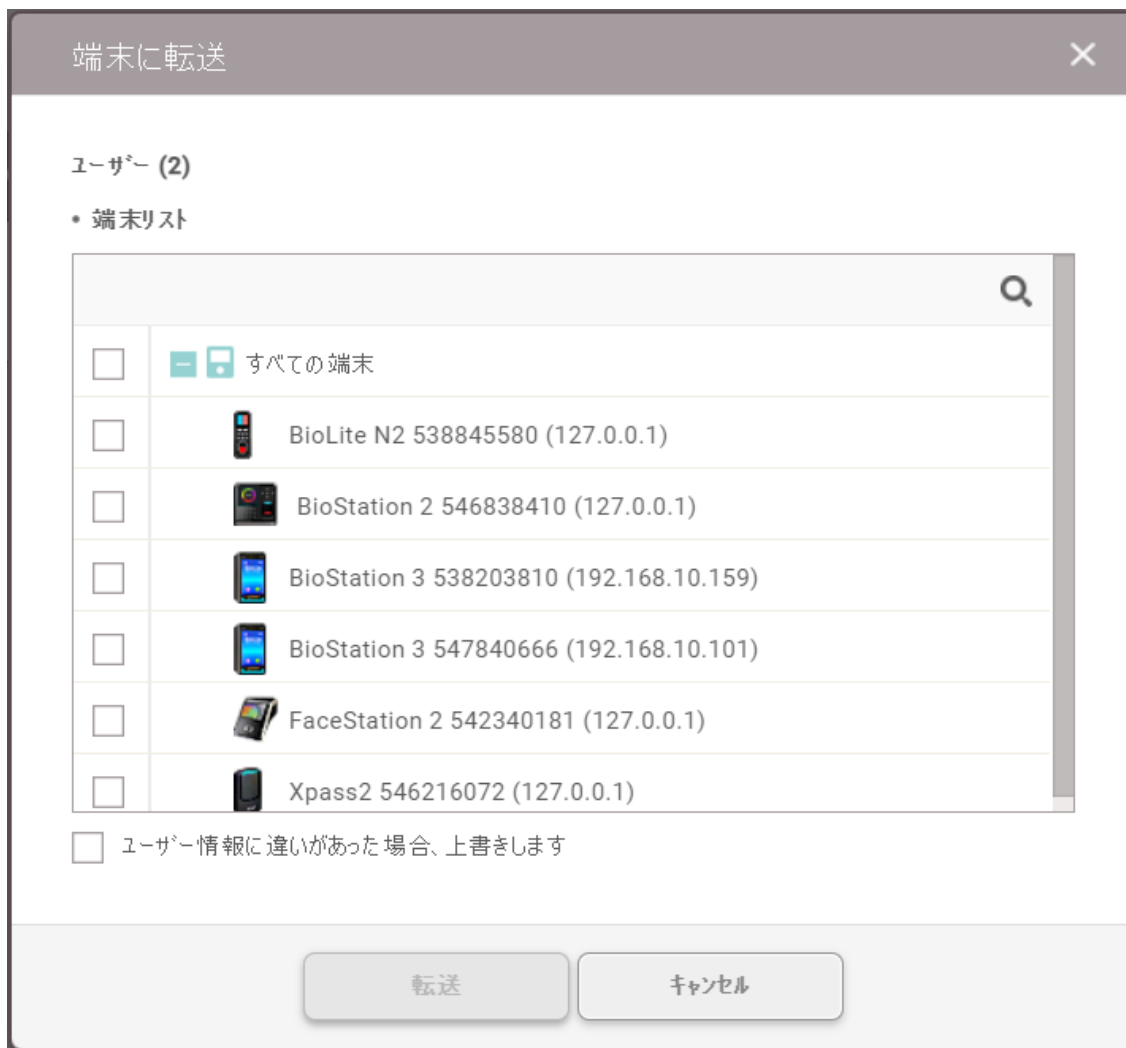 端末に転送
ユーザー (2)
• 端末リスト
すべての端末
BioLite N2 538845580 (127.0.0.1)
BioStation 2 546838410 (127.0.0.1)
BioStation 3 538203810 (192.168.10.159)
BioStation 3 547840666 (192.168.10.101)
FaceStation 2 542340181 (127.0.0.1)
Xpass2 546216072 (127.0.0.1)
ユーザー情報に違いがあった場合、上書きします
転送
キャンセル